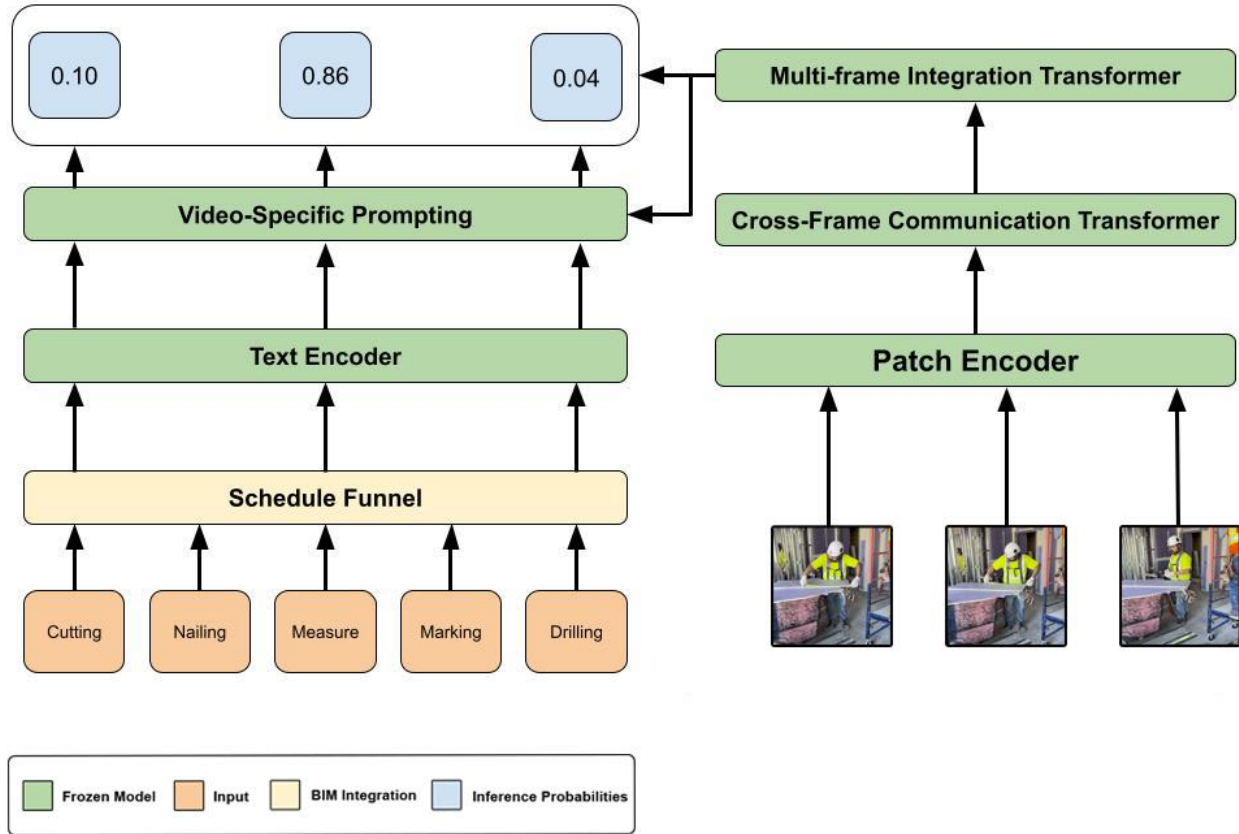 0.10
0.86
0.04
Multi-frame Integration Transformer
Video-Specific Prompting
Cross-Frame Communication Transformer
Text Encoder
Patch Encoder
Schedule Funnel
Cutting
Nailing
Measure
Marking
Drilling
Frozen Model
Input
BIM Integration
Inference Probabilities